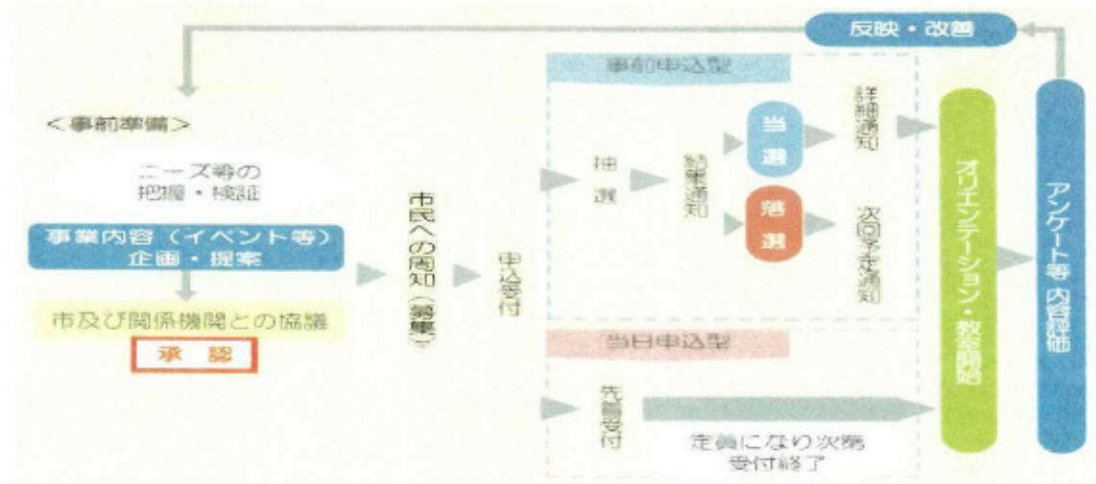 反映・改善
＜事前準備＞
ニーズ等の
把握・検証
事業内容（イベント等）
企画・提案
市及び関係機関との協議
承認
市民への周知（募集）
申込受付
事前申込型
抽選
結果通知
当選
落選
詳細通知
次回予定通知
当日申込型
先着受付
定員になり次第
受付終了
オリエンテーション・教室開始
アンケート等 内容評価